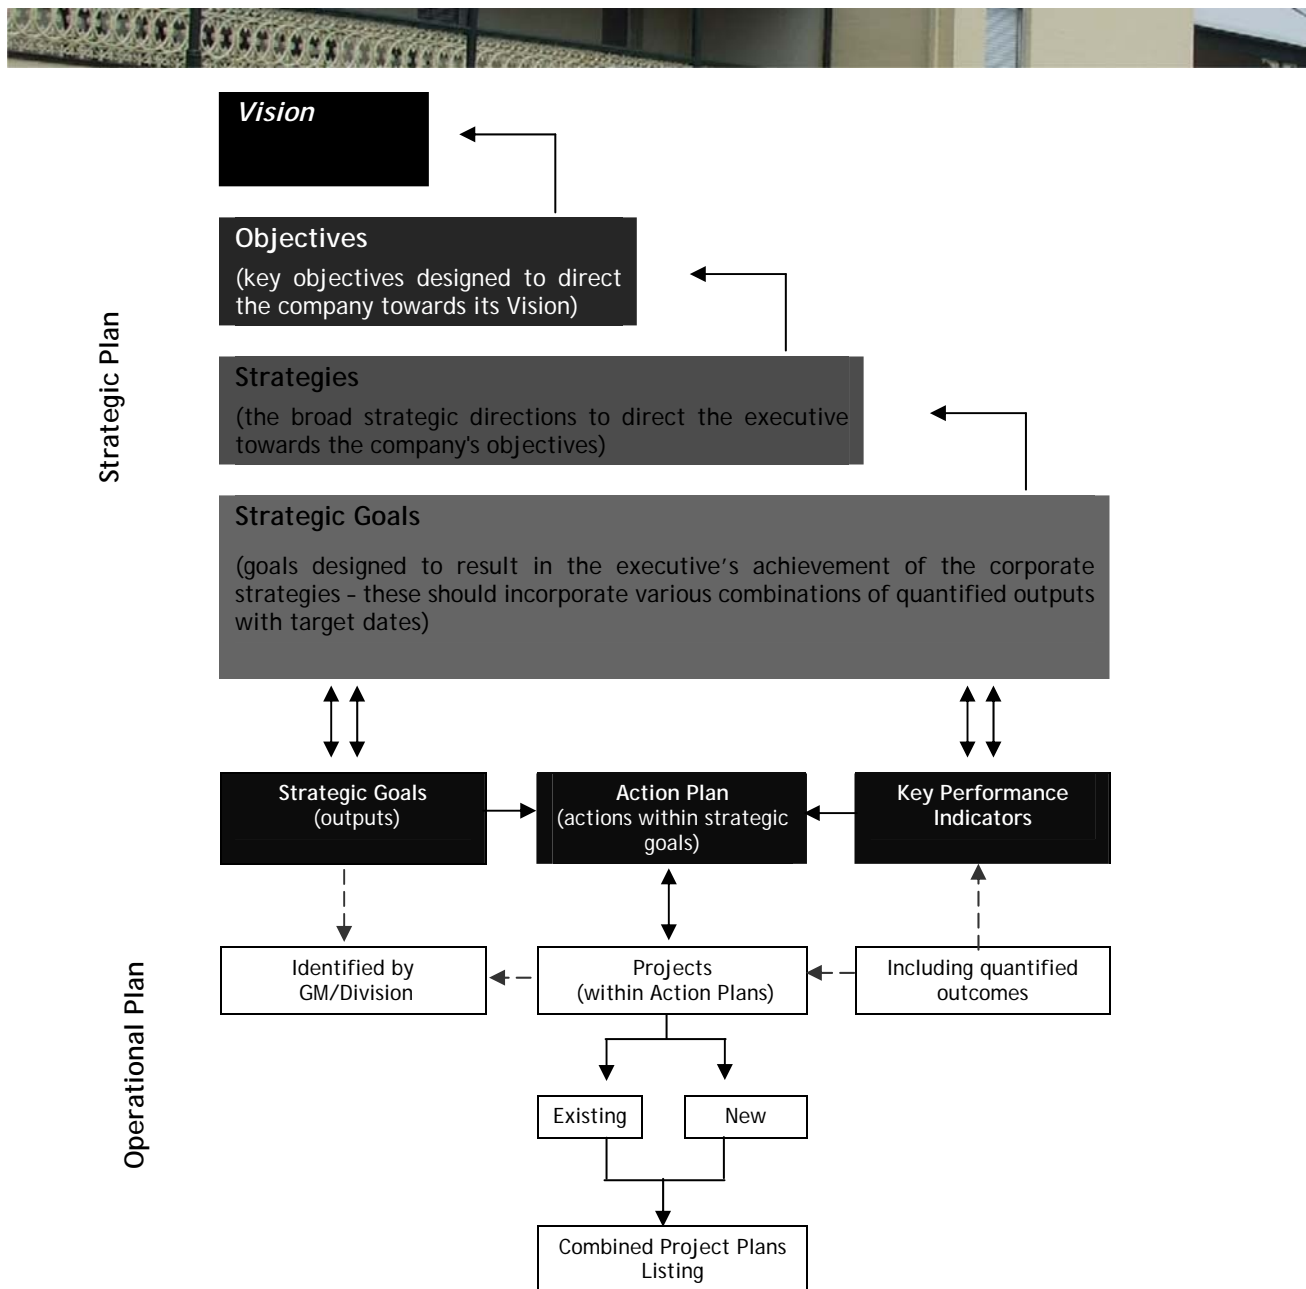 Vision
Objectives
(key objectives designed to direct
the company towards its Vision)
Strategic Plan
Strategies
(the broad strategic directions to direct the executive
towards the company's objectives)
Strategic Goals
(goals designed to result in the executive’s achievement of the corporate
strategies – these should incorporate various combinations of quantified outputs
with target dates)
Strategic Goals
(outputs)
Action Plan
(actions within strategic
goals)
Key Performance
Indicators
Operational Plan
Identified by
GM/Division
Projects
(within Action Plans)
Including quantified
outcomes
Existing
New
Combined Project Plans
Listing